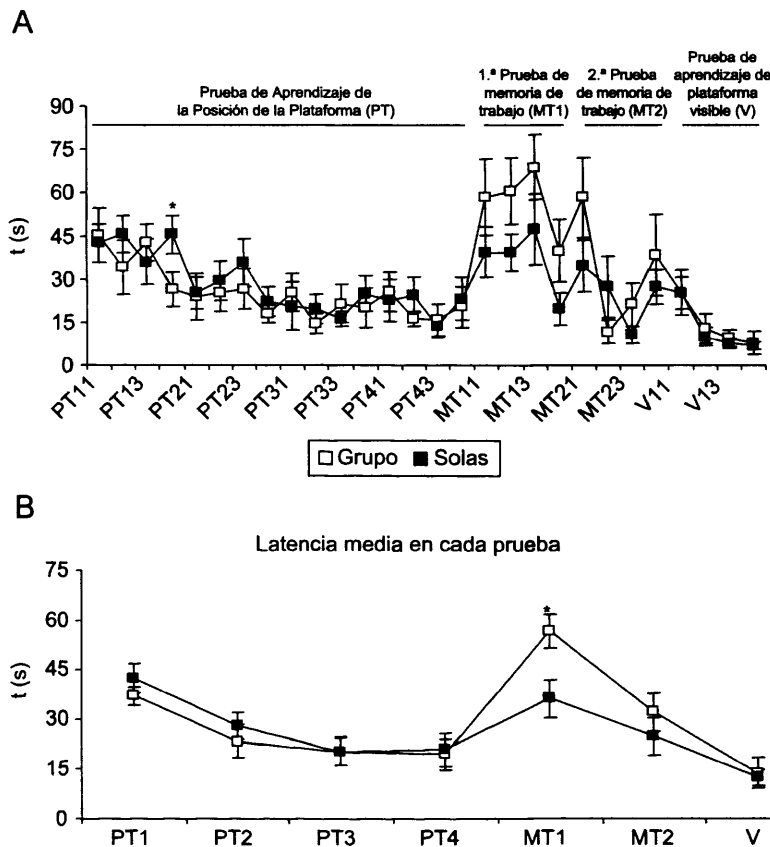 A
Prueba de Aprendizaje de
la Posición de la Plataforma (PT)
1.ª Prueba de
memoria de
trabajo (MT1)
2.ª Prueba
de memoria de
trabajo (MT2)
Prueba de
aprendizaje de
plataforma
visible (V)
90
75
60
45
30
15
0
t (s)
*
PT11
PT13
PT21
PT23
PT31
PT33
PT41
PT43
MT11
MT13
MT21
MT23
V11
V13
Grupo
Solas
B
Latencia media en cada prueba
75
60
45
30
15
0
t (s)
*
PT1
PT2
PT3
PT4
MT1
MT2
V